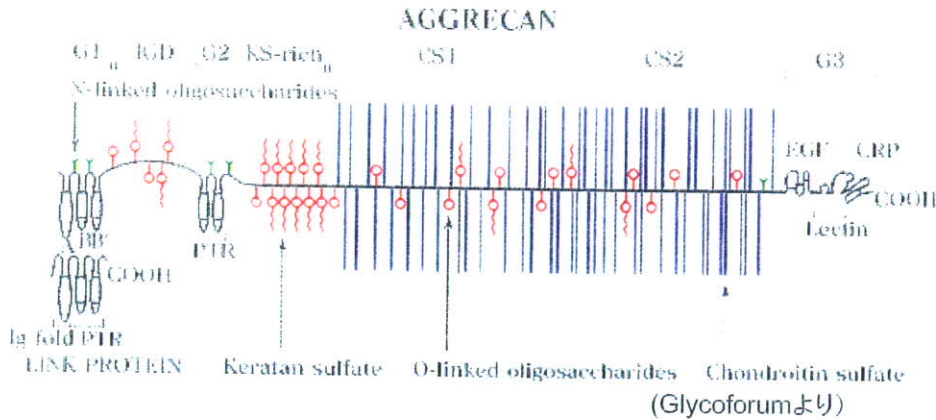 AGGRECAN
G1 IGD G2 KS-rich CS1 CS2 G3
N-linked oligosaccharides
EGF CRP
COOH
Lectin
B B'
PTR
COOH
Ig fold PTR
LINK PROTEIN Keratan sulfate O-linked oligosaccharides Chondroitin sulfate
(Glycoforumより)